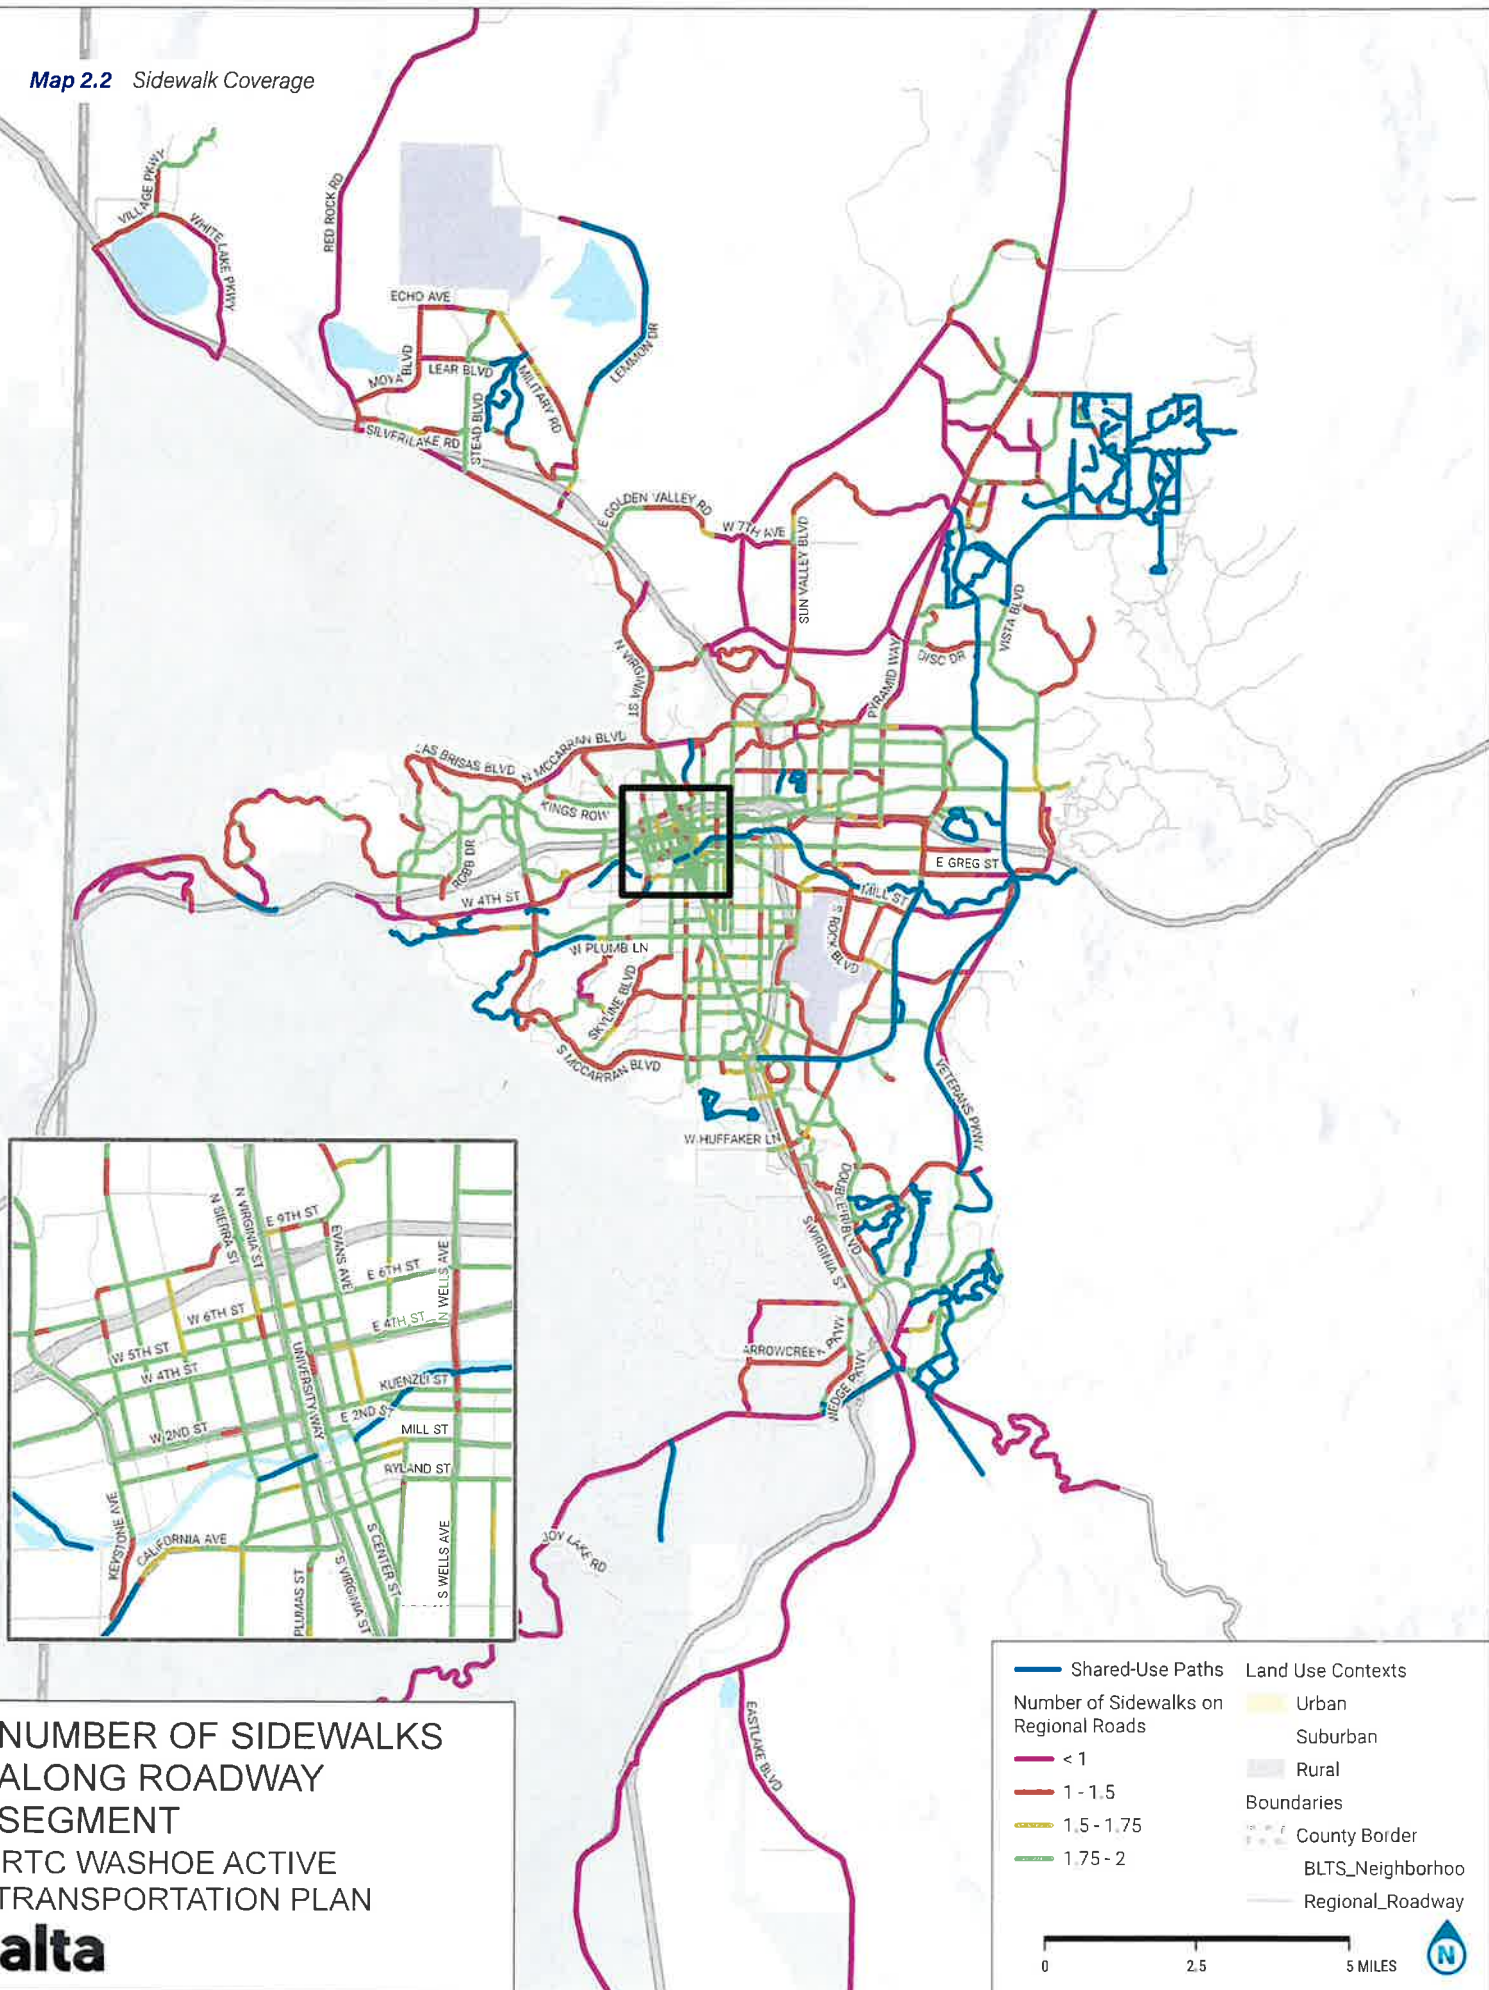 Map 2.2 Sidewalk Coverage
VILLAGE PKWY
WHITE LAKE PKWY
RED ROCK RD
ECHO AVE
MOYA BLVD
LEAR BLVD
MILITARY RD
LEMMON DR
STEAD BLVD
SILVERLAKE RD
E GOLDEN VALLEY RD
W 7TH AVE
SUN VALLEY BLVD
N VIRGINIA ST
PYRAMID WAY
DISC DR
VISTA BLVD
LAS BRISAS BLVD
N MCCARRAN BLVD
KINGS ROW
ROBB DR
W 4TH ST
E GREG ST
MILL ST
S ROCK BLVD
W PLUMB LN
SKYLINE BLVD
S MCCARRAN BLVD
VETERANS PKWY
W HUFFAKER LN
DOUBLE R BLVD
S VIRGINIA ST
ARROWCREEK PKWY
WEDGE PKWY
JOY LAKE RD
EASTLAKE BLVD
N SIERRA ST
N VIRGINIA ST
E 9TH ST
EVANS AVE
E 6TH ST
N WELLS AVE
W 6TH ST
E 4TH ST
W 5TH ST
W 4TH ST
UNIVERSITY WAY
KUENZLI ST
E 2ND ST
W 2ND ST
MILL ST
RYLAND ST
KEYSTONE AVE
CALIFORNIA AVE
PLUMAS ST
S VIRGINIA ST
S CENTER ST
S WELLS AVE
NUMBER OF SIDEWALKS
ALONG ROADWAY
SEGMENT
RTC WASHOE ACTIVE
TRANSPORTATION PLAN
alta
Shared-Use Paths
Number of Sidewalks on
Regional Roads
< 1
1 - 1.5
1.5 - 1.75
1.75 - 2
Land Use Contexts
Urban
Suburban
Rural
Boundaries
County Border
BLTS_Neighborhoo
Regional_Roadway
0 2.5 5 MILES
N